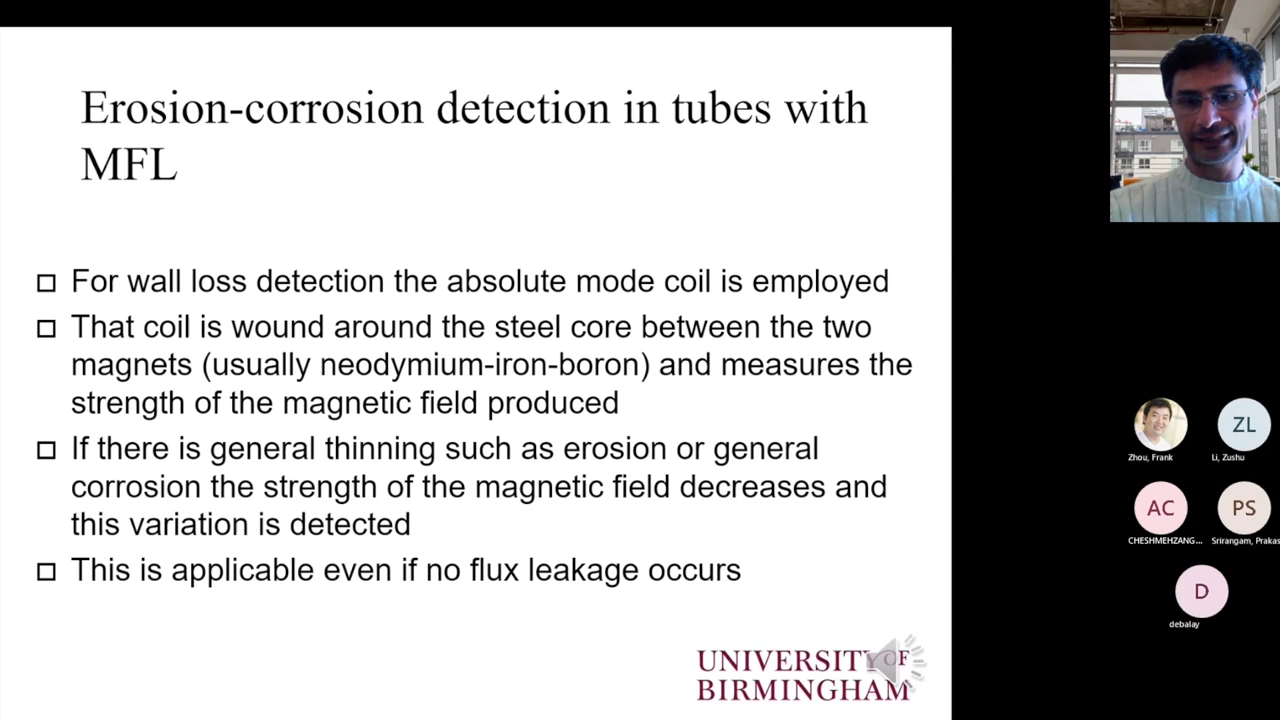 Erosion-corrosion detection in tubes with
MFL
For wall loss detection the absolute mode coil is employed
That coil is wound around the steel core between the two
magnets (usually neodymium-iron-boron) and measures the
strength of the magnetic field produced
If there is general thinning such as erosion or general
corrosion the strength of the magnetic field decreases and
this variation is detected
This is applicable even if no flux leakage occurs
UNIVERSITY OF
BIRMINGHAM
ZL
Zhou, Frank
Li, Zushu
AC
PS
CHESHMEHZANG...
Srirangam, Prakas
D
debalay